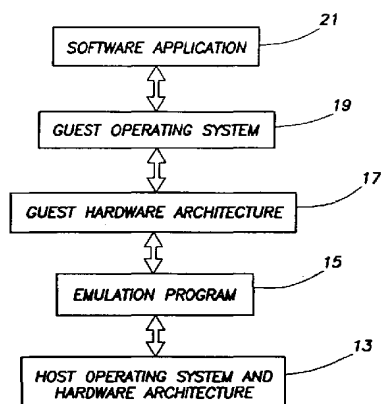 21
SOFTWARE APPLICATION
19
GUEST OPERATING SYSTEM
17
GUEST HARDWARE ARCHITECTURE
15
EMULATION PROGRAM
13
HOST OPERATING SYSTEM AND
HARDWARE ARCHITECTURE